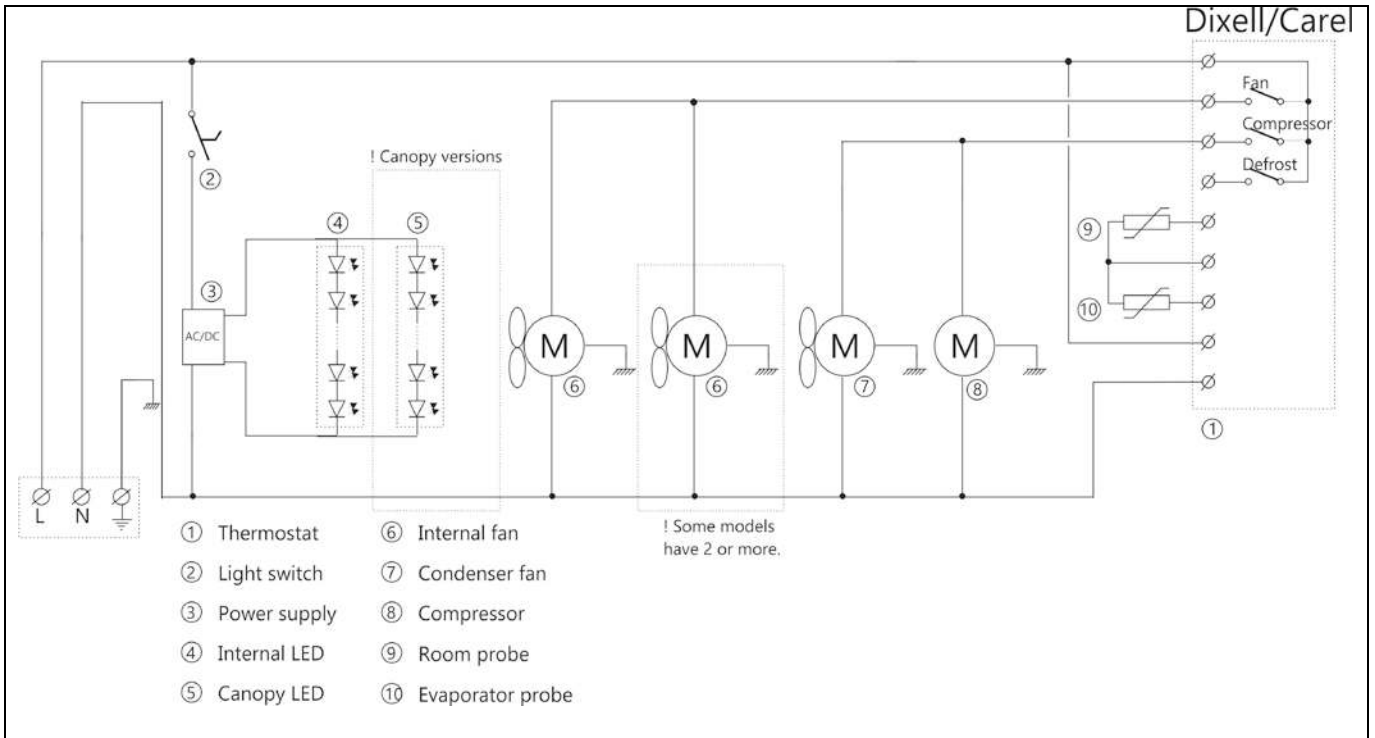 Dixell/Carel
Fan
Compressor
Defrost
! Canopy versions
②
④
⑤
③
AC/DC
⑨
⑩
M
⑥
M
⑥
M
⑦
M
⑧
①
L
N
! Some models
have 2 or more.
① Thermostat
② Light switch
③ Power supply
④ Internal LED
⑤ Canopy LED
⑥ Internal fan
⑦ Condenser fan
⑧ Compressor
⑨ Room probe
⑩ Evaporator probe